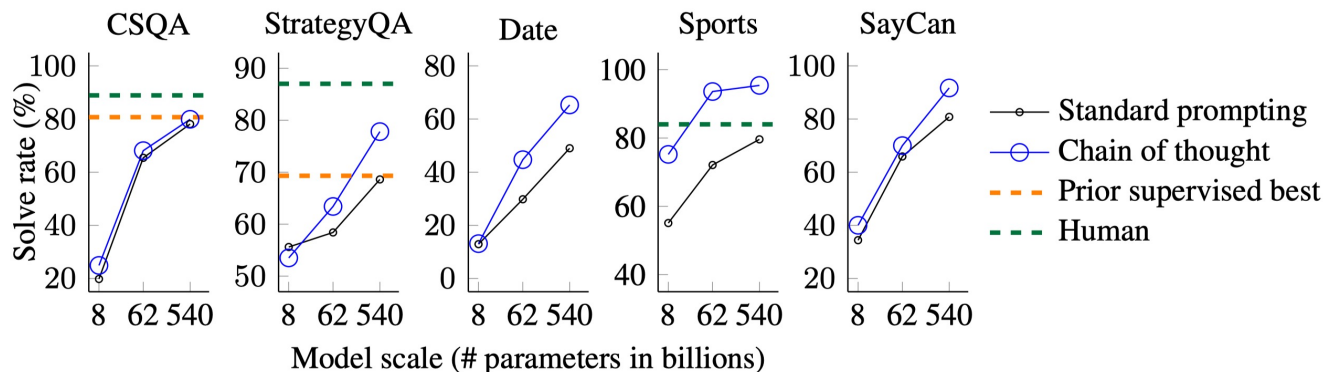 CSQA
StrategyQA
Date
Sports
SayCan
Solve rate (%)
100
80
60
40
20
8 62 540
90
80
70
60
50
8 62 540
80
60
40
20
0
8 62 540
100
80
60
40
8 62 540
100
80
60
40
20
8 62 540
Model scale (# parameters in billions)
Standard prompting
Chain of thought
Prior supervised best
Human